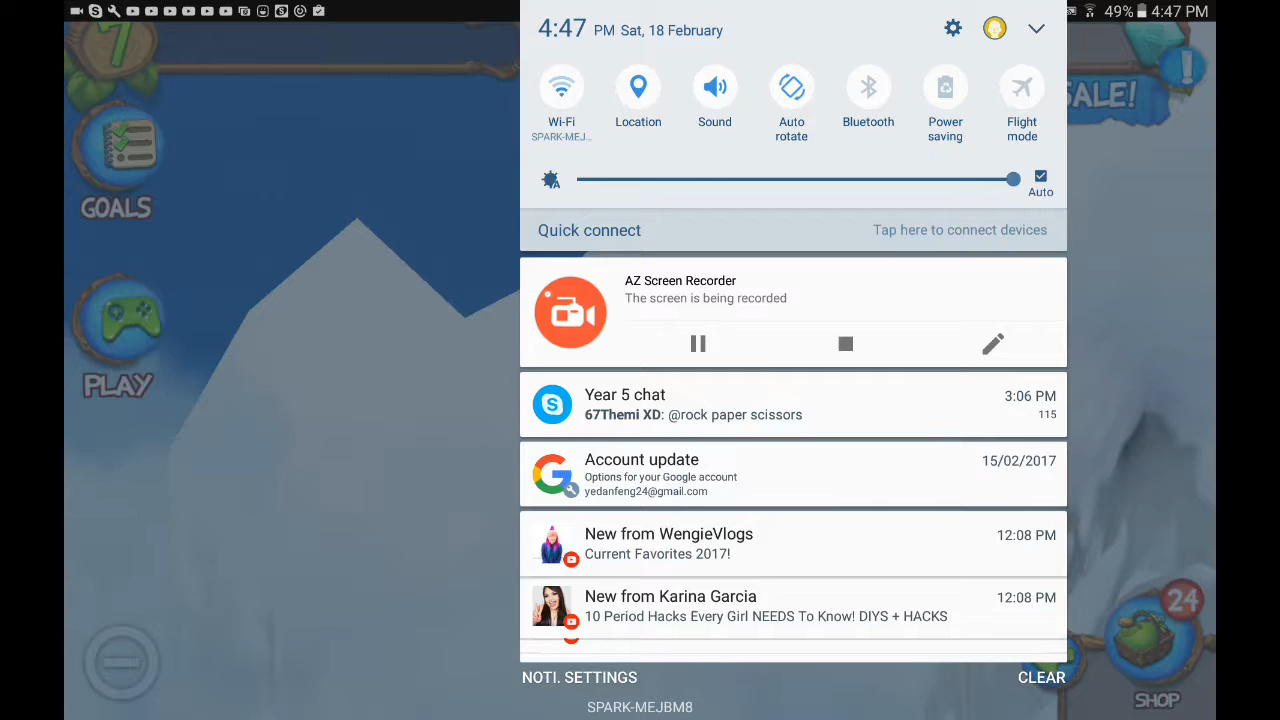 49% 4:47 PM
4:47 PM Sat, 18 February
7
SALE!
Wi-Fi
SPARK-MEJ...
Location
Sound
Auto
rotate
Bluetooth
Power
saving
Flight
mode
A
Auto
GOALS
Quick connect
Tap here to connect devices
AZ Screen Recorder
The screen is being recorded
PLAY
Year 5 chat
3:06 PM
67Themi XD: @rock paper scissors
115
Account update
15/02/2017
Options for your Google account
yedanfeng24@gmail.com
New from WengieVlogs
12:08 PM
Current Favorites 2017!
New from Karina Garcia
12:08 PM
10 Period Hacks Every Girl NEEDS To Know! DIYS + HACKS
24
SHOP
NOTI. SETTINGS
CLEAR
SPARK-MEJBM8